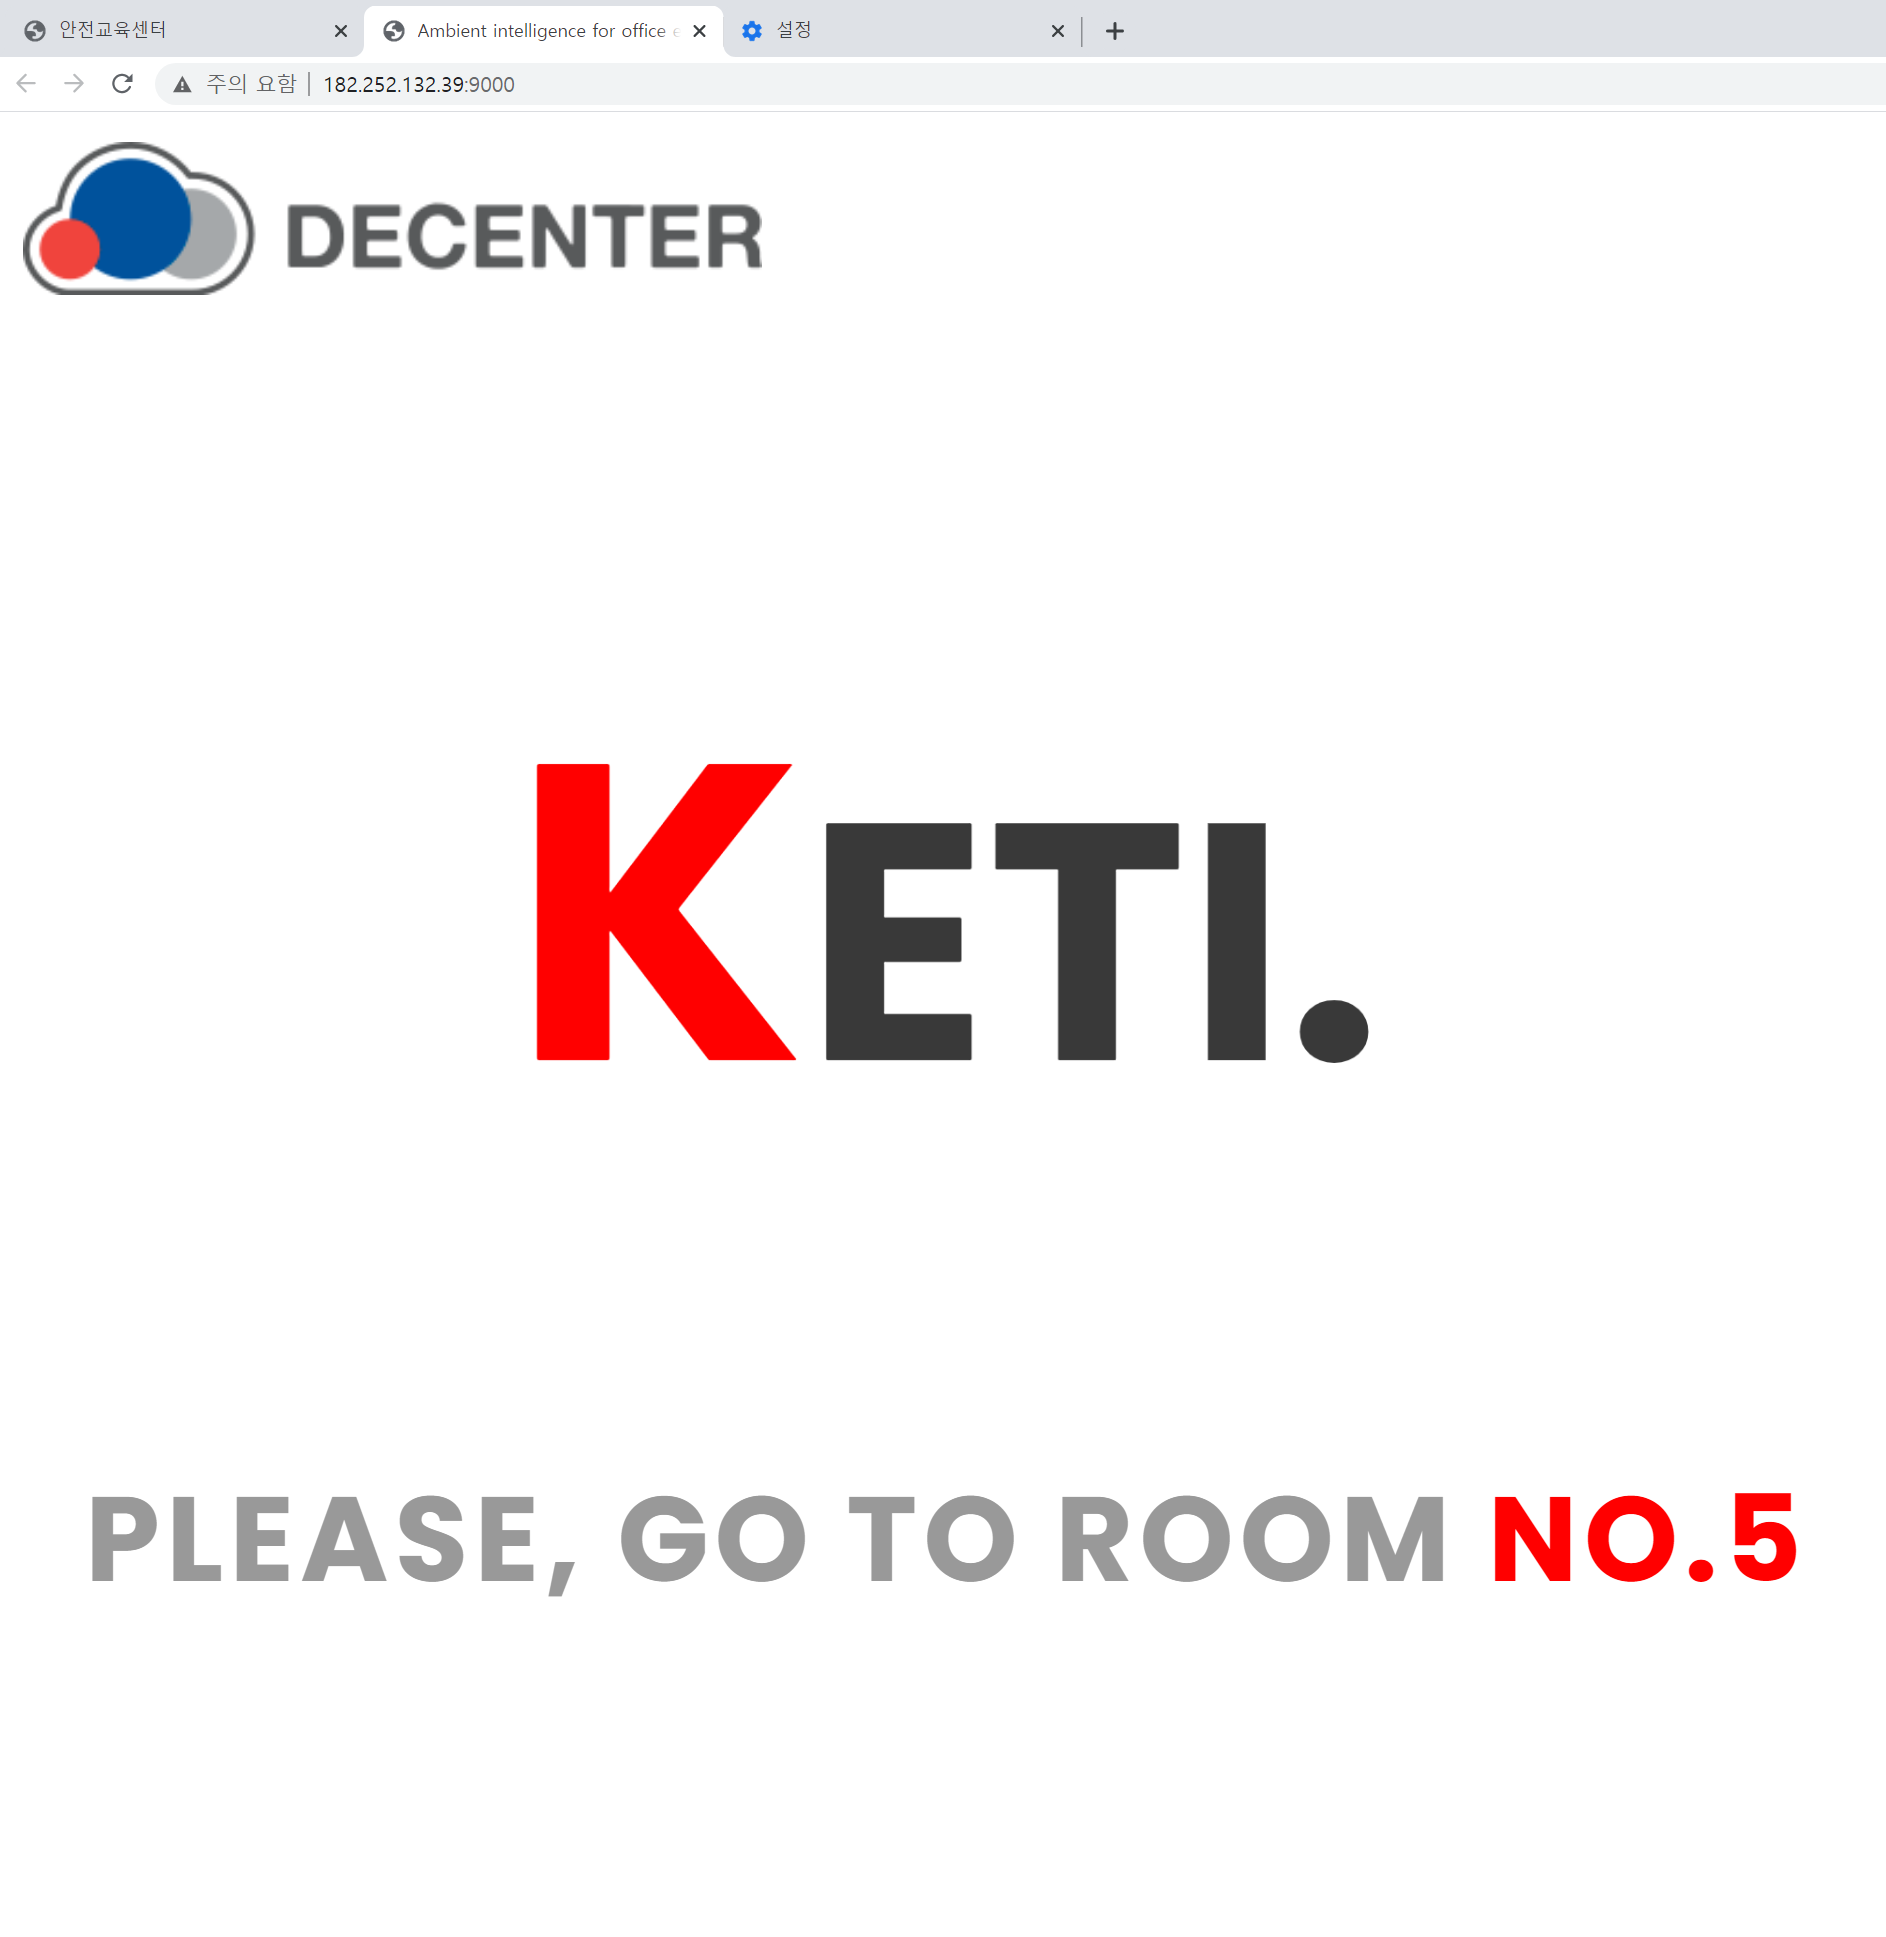 안전교육센터
Ambient intelligence for office
설정
주의 요함 | 182.252.132.39:9000
DECENTER
KETI.
PLEASE, GO TO ROOM NO.5